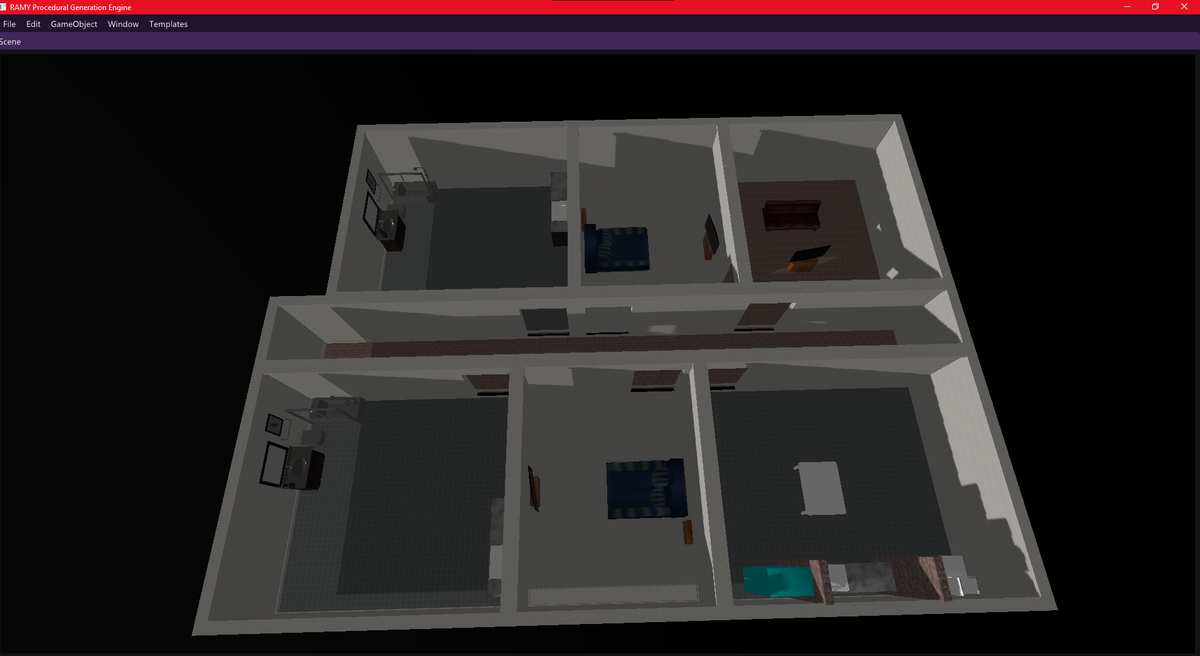 RAMY Procedural Generation Engine
File Edit GameObject Window Templates
Scene